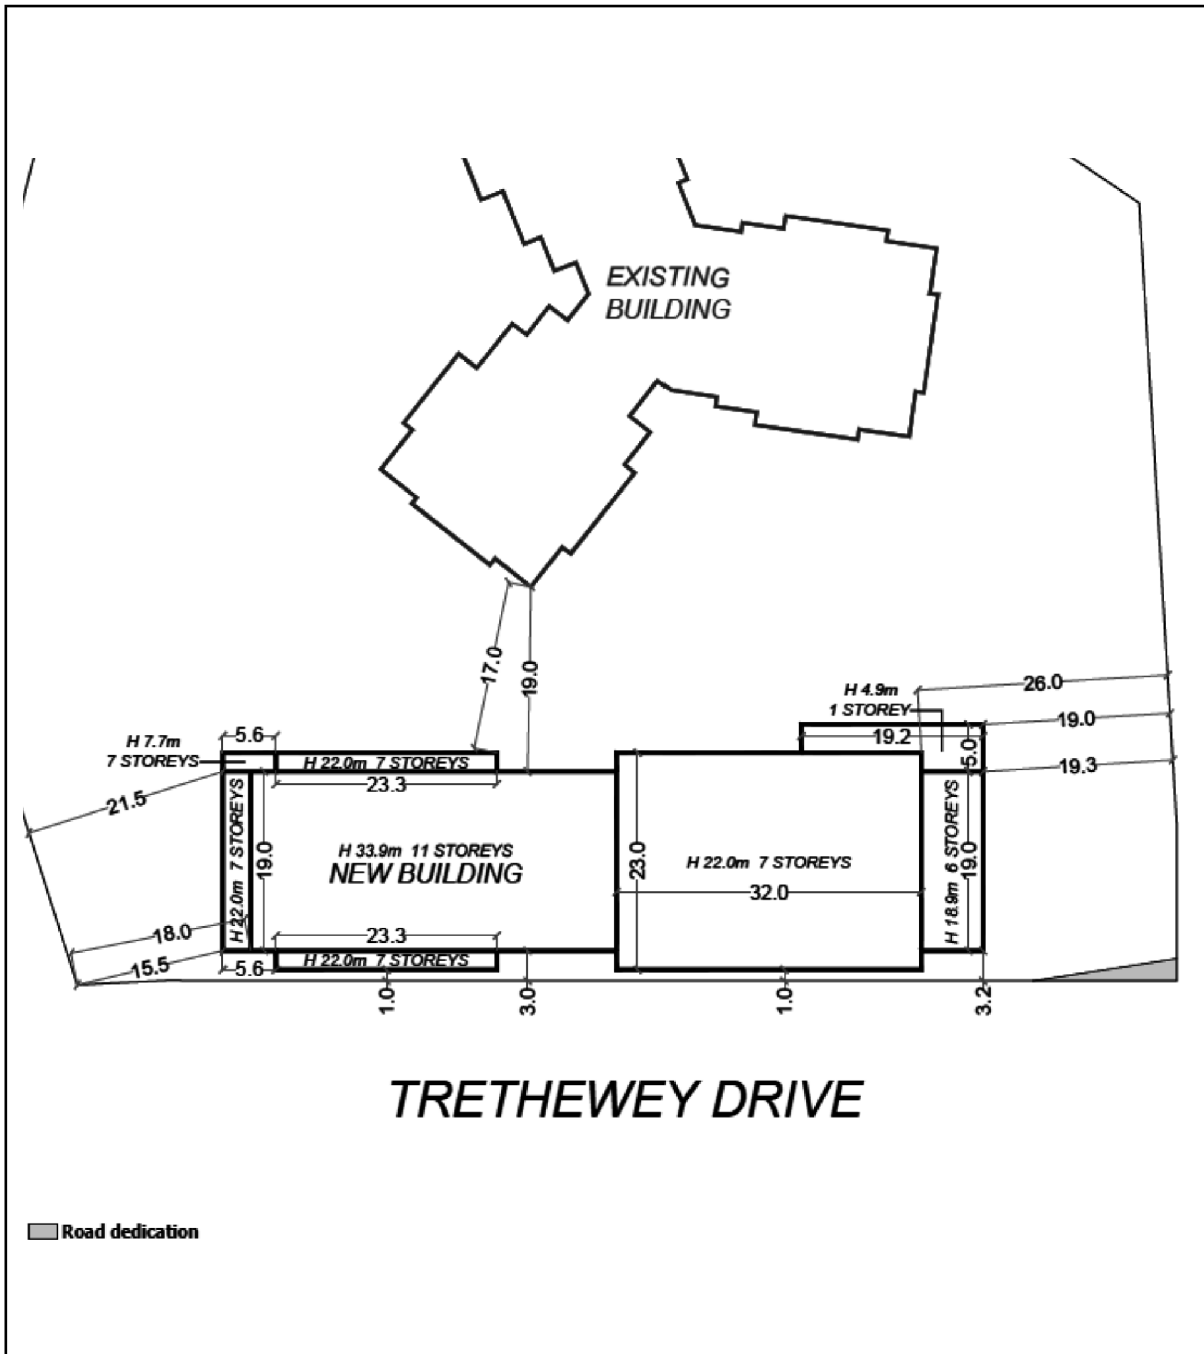 EXISTING
BUILDING
17.0
19.0
26.0
H 4.9m
1 STOREY
19.0
19.2
5.0
19.3
5.6
H 7.7m
7 STOREYS
H 22.0m 7 STOREYS
23.3
21.5
H 22.0m 7 STOREYS
19.0
H 33.9m 11 STOREYS
NEW BUILDING
23.0
H 22.0m 7 STOREYS
32.0
H 18.9m 6 STOREYS
19.0
18.0
15.5
23.3
5.6
H 22.0m 7 STOREYS
1.0
3.0
1.0
3.2
TRETHEWEY DRIVE
Road dedication